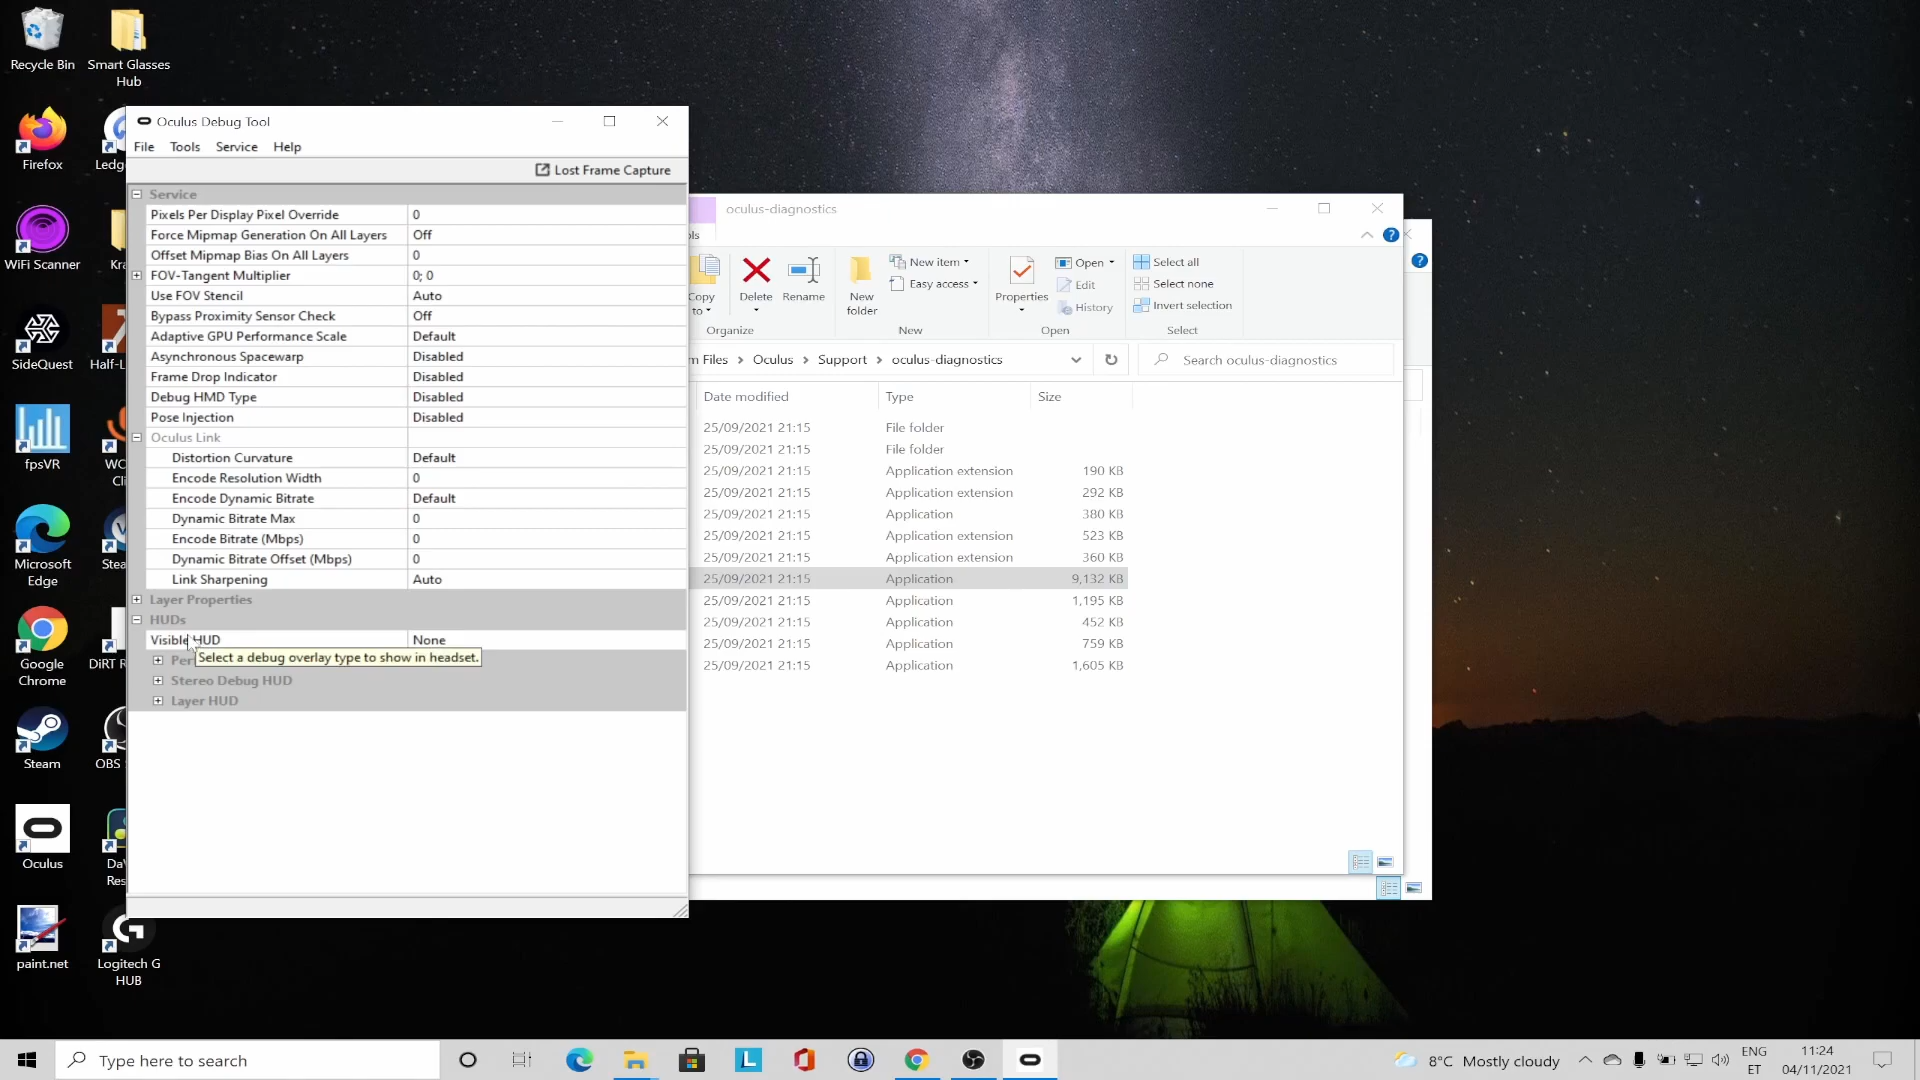 Recycle Bin
Smart Glasses
Hub
Firefox
Ledg
WiFi Scanner
Kra
SideQuest
Half-L
fpsVR
WC
Cli
Microsoft
Edge
Stea
Google
Chrome
DiRT R
Steam
OBS
Oculus
Da
Res
paint.net
Logitech G
HUB
Oculus Debug Tool
File Tools Service Help
Lost Frame Capture
Service
Pixels Per Display Pixel Override 0
Force Mipmap Generation On All Layers Off
Offset Mipmap Bias On All Layers 0
FOV-Tangent Multiplier 0; 0
Use FOV Stencil Auto
Bypass Proximity Sensor Check Off
Adaptive GPU Performance Scale Default
Asynchronous Spacewarp Disabled
Frame Drop Indicator Disabled
Debug HMD Type Disabled
Pose Injection Disabled
Oculus Link
Distortion Curvature Default
Encode Resolution Width 0
Encode Dynamic Bitrate Default
Dynamic Bitrate Max 0
Encode Bitrate (Mbps) 0
Dynamic Bitrate Offset (Mbps) 0
Link Sharpening Auto
Layer Properties
HUDs
Visible HUD None
Per
Select a debug overlay type to show in headset.
Stereo Debug HUD
Layer HUD
oculus-diagnostics
ols
Copy
to
Delete
Rename
Organize
New
folder
New item
Easy access
New
Properties
Open
Edit
History
Open
Select all
Select none
Invert selection
Select
m Files > Oculus > Support > oculus-diagnostics
Search oculus-diagnostics
Date modified Type Size
25/09/2021 21:15 File folder
25/09/2021 21:15 File folder
25/09/2021 21:15 Application extension 190 KB
25/09/2021 21:15 Application extension 292 KB
25/09/2021 21:15 Application 380 KB
25/09/2021 21:15 Application extension 523 KB
25/09/2021 21:15 Application extension 360 KB
25/09/2021 21:15 Application 9,132 KB
25/09/2021 21:15 Application 1,195 KB
25/09/2021 21:15 Application 452 KB
25/09/2021 21:15 Application 759 KB
25/09/2021 21:15 Application 1,605 KB
Type here to search
8°C Mostly cloudy
ENG
ET
11:24
04/11/2021